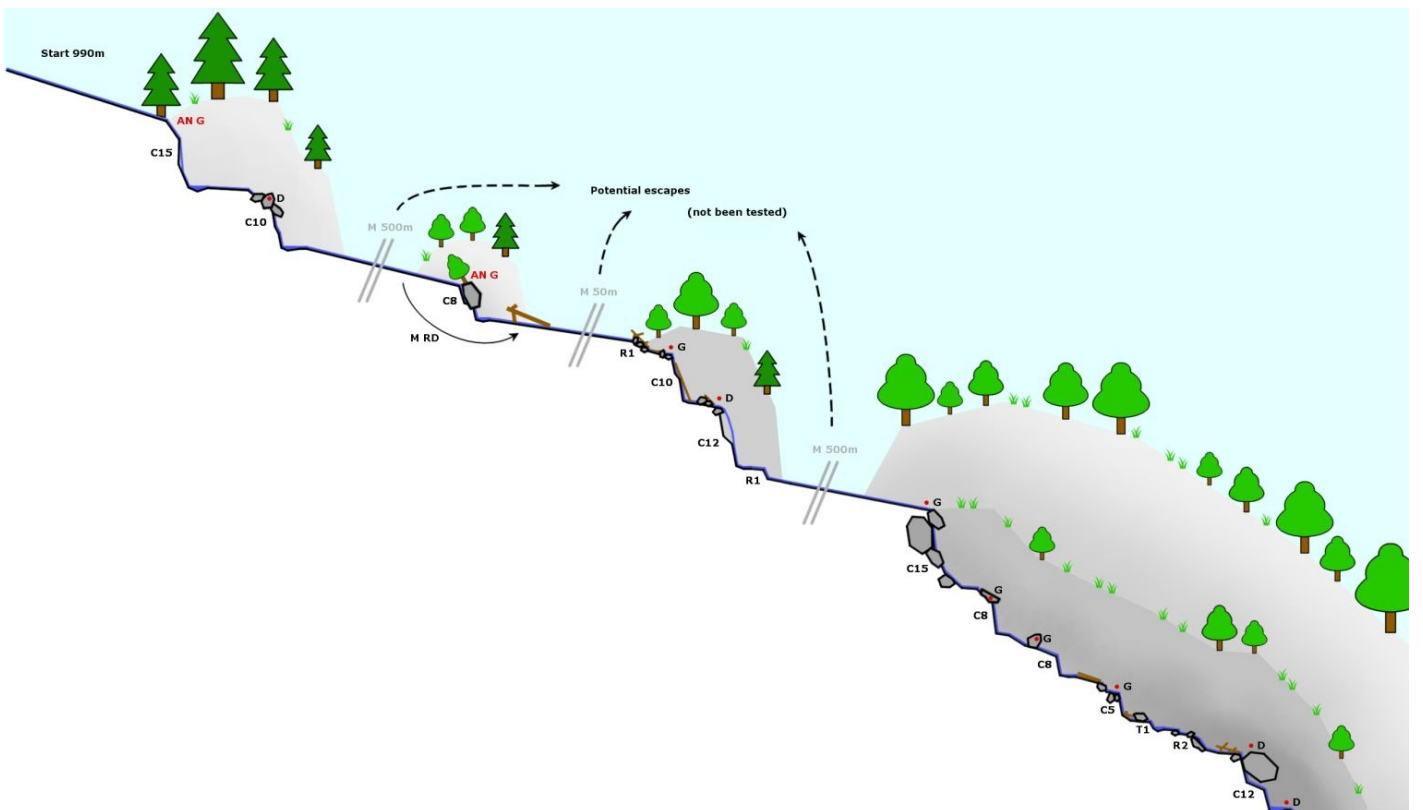 Start 990m
AN G
C15
D
C10
M 500m
Potential escapes
(not been tested)
AN G
C8
M RD
M 50m
R1
G
C10
D
C12
R1
M 500m
G
C15
G
C8
G
C8
G
C5
T1
R2
D
C12
D